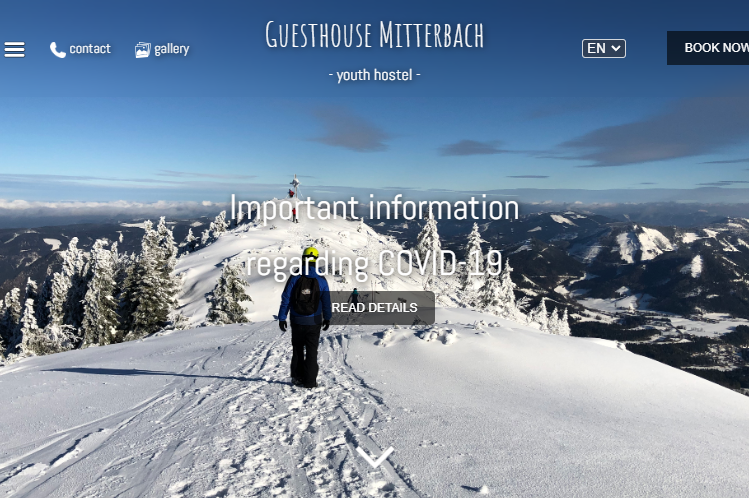 GUESTHOUSE MITTERBACH
contact
gallery
EN
BOOK NOW
- youth hostel -
Important information
regarding COVID-19
READ DETAILS